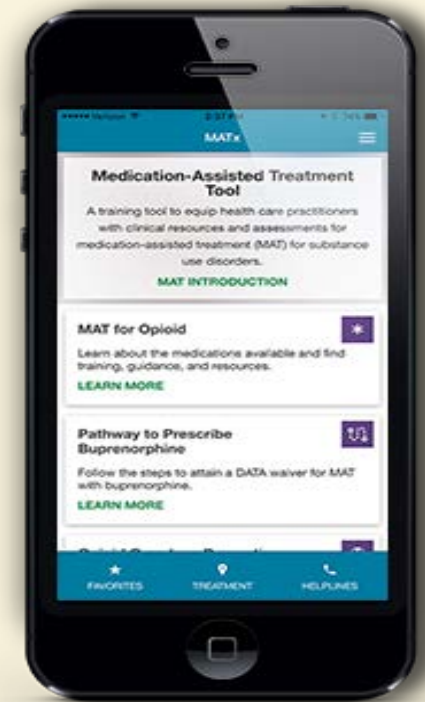 Verizon
MATx
Medication-Assisted Treatment
Tool
A training tool to equip health care practitioners
with clinical resources and assessments for
medication-assisted treatment (MAT) for substance
use disorders.
MAT INTRODUCTION
MAT for Opioid
Learn about the medications available and find
training, guidance, and resources.
LEARN MORE
Pathway to Prescribe
Buprenorphine
Follow the steps to attain a DATA waiver for MAT
with buprenorphine.
LEARN MORE
FAVORITES
TREATMENT
HELPLINES